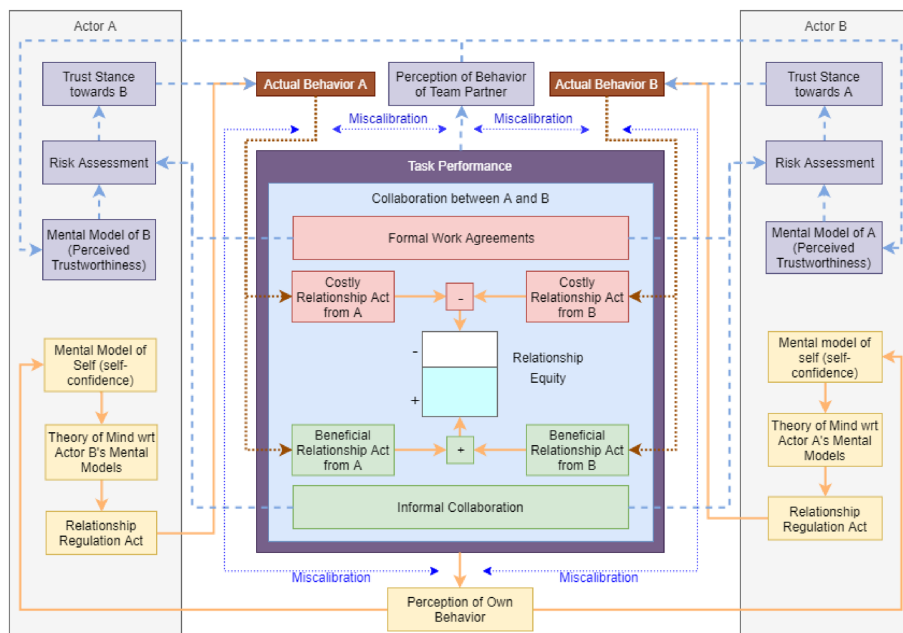 Actor A
Actor B
Trust Stance
towards B
Actual Behavior A
Perception of Behavior
of Team Partner
Actual Behavior B
Trust Stance
towards A
Miscalibration
Miscalibration
Risk Assessment
Task Performance
Risk Assessment
Collaboration between A and B
Mental Model of B
(Perceived
Trustworthiness)
Formal Work Agreements
Mental Model of A
(Perceived
Trustworthiness)
Costly
Relationship Act
from A
-
Costly
Relationship Act
from B
Mental Model of
Self (self-
confidence)
-
+
Relationship
Equity
Mental model of
self (self-
confidence)
Theory of Mind wrt
Actor B's Mental
Models
Beneficial
Relationship Act
from A
+
Beneficial
Relationship Act
from B
Theory of Mind wrt
Actor A's Mental
Models
Relationship
Regulation Act
Informal Collaboration
Relationship
Regulation Act
Miscalibration
Miscalibration
Perception of Own
Behavior